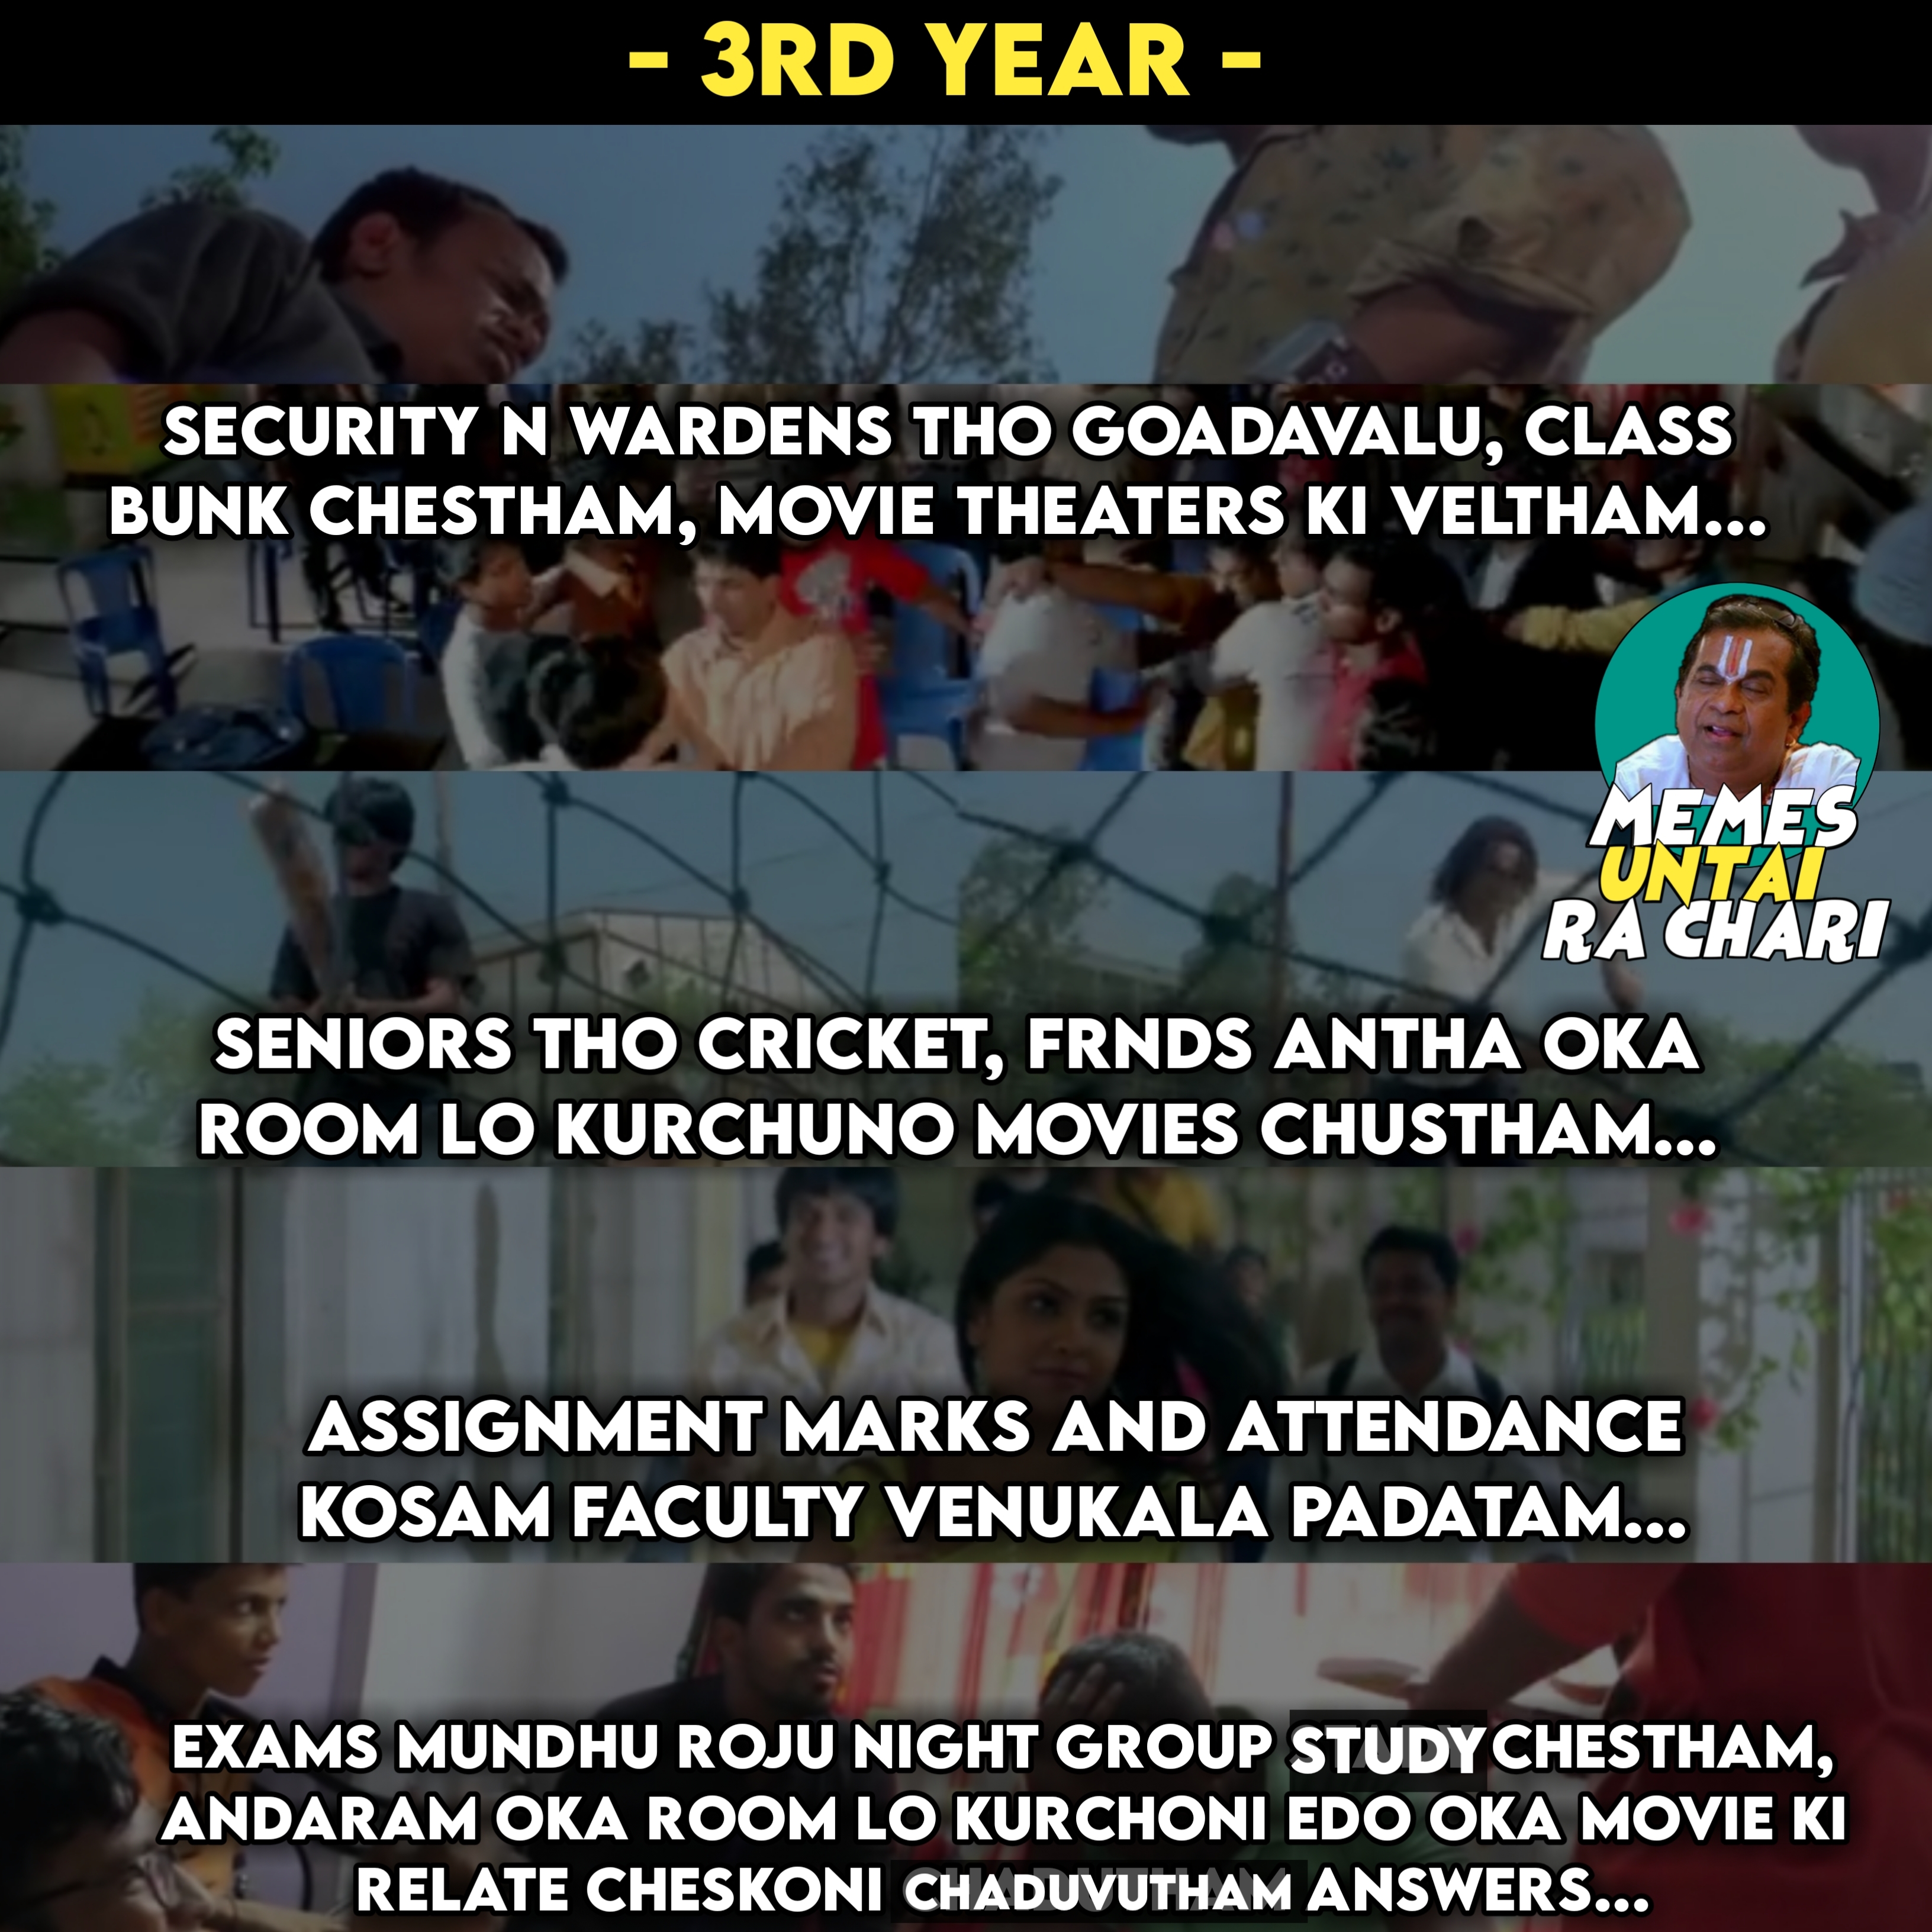 - 3RD YEAR -
SECURITY N WARDENS THO GOADAVALU, CLASS
BUNK CHESTHAM, MOVIE THEATERS KI VELTHAM...
MEMES
UNTAI
RA CHARI
SENIORS THO CRICKET, FRNDS ANTHA OKA
ROOM LO KURCHUNO MOVIES CHUSTHAM...
ASSIGNMENT MARKS AND ATTENDANCE
KOSAM FACULTY VENUKALA PADATAM...
EXAMS MUNDHU ROJU NIGHT GROUP STUDY CHESTHAM,
ANDARAM OKA ROOM LO KURCHONI EDO OKA MOVIE KI
RELATE CHESKONI CHADUVUTHAM ANSWERS...